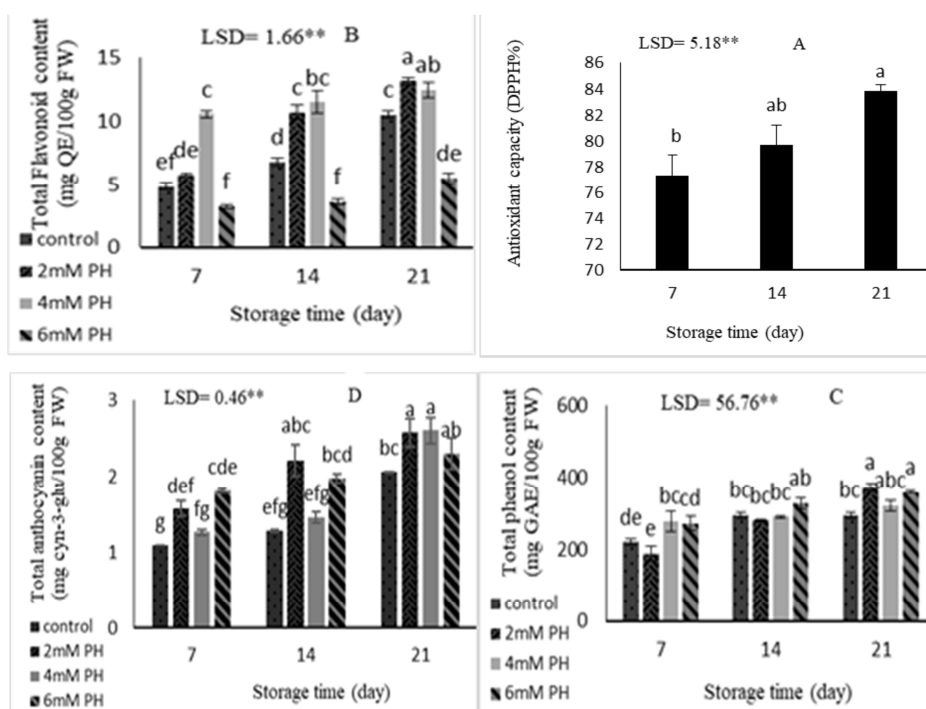 LSD= 1.66** B
Total Flavonoid content
(mg QE/100g FW)
15
10
5
0
ef de c f
d c bc f
c a ab de
7 14 21
Storage time (day)
control
2mM PH
4mM PH
6mM PH
LSD= 5.18** A
Antioxidant capacity (DPPH%)
86
84
82
80
78
76
74
72
70
b ab a
7 14 21
Storage time (day)
LSD= 0.46** D
Total anthocyanin content
(mg cyn-3-glu/100g FW)
3
2
1
0
g def fg cde
efg abc efg bcd
bc a a ab
7 14 21
Storage time (day)
control
2mM PH
4mM PH
6mM PH
LSD= 56.76** C
Total phenol content
(mg GAE/100g FW)
600
400
200
0
de e bc cd
bc bc bc ab
bc a abc a
7 14 21
Storage time (day)
control
2mM PH
4mM PH
6mM PH